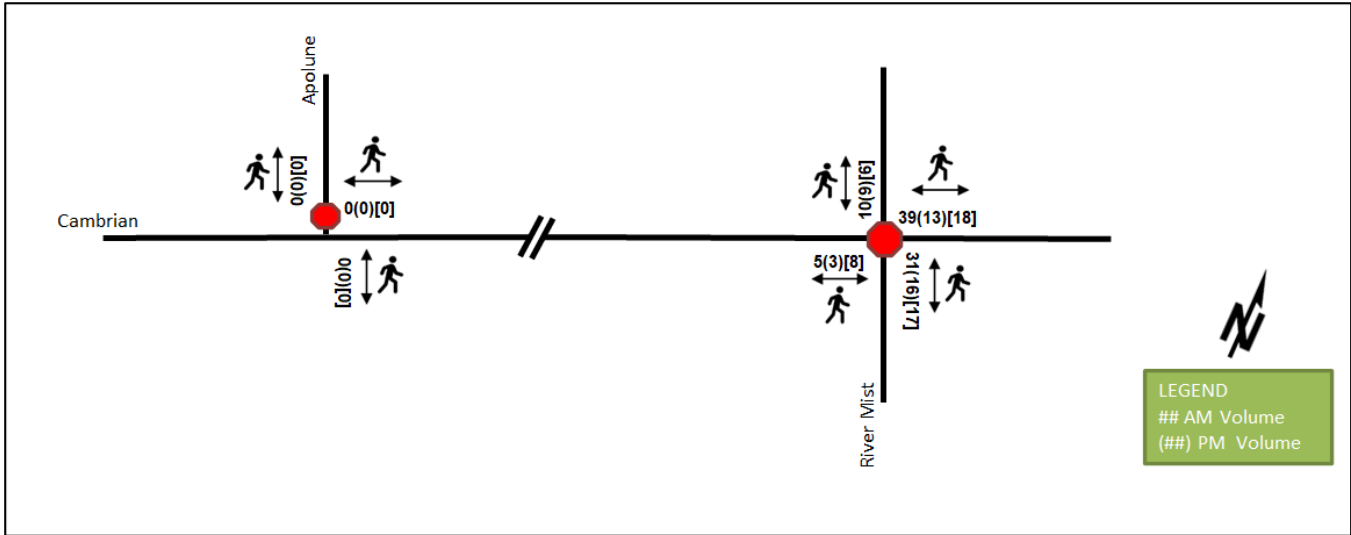 Apolune
0(0)[0]
0(0)[0]
Cambrian
0(0)[0]
10(9)[6]
39(13)[18]
5(3)[8]
31(16)[17]
River Mist
N
LEGEND
## AM Volume
(##) PM Volume